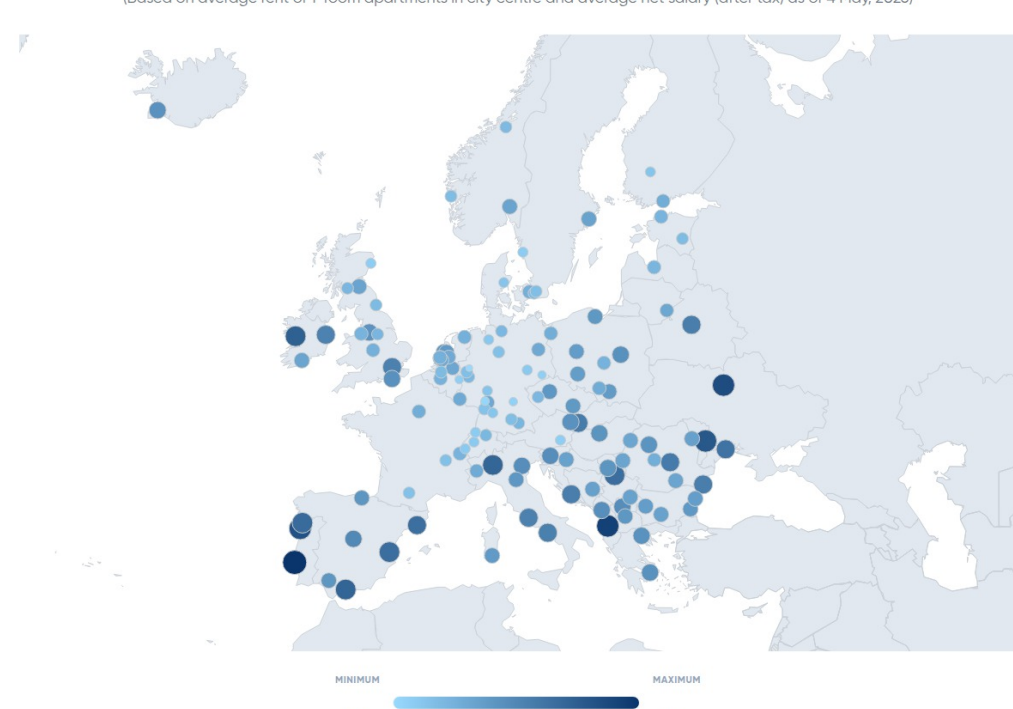 (Based on average rent of 1-room apartments in city centre and average net salary (after tax) as of 4 May, 2023)
MINIMUM
MAXIMUM